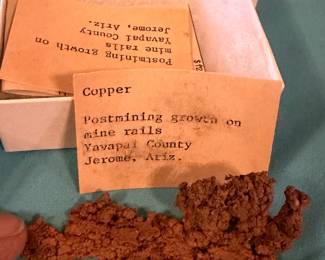 Postmining growth on
mine rails
Yavapai County
Jerome, Ariz.
Copper
Postmining growth on
mine rails
Yavapai County
Jerome, Ariz.